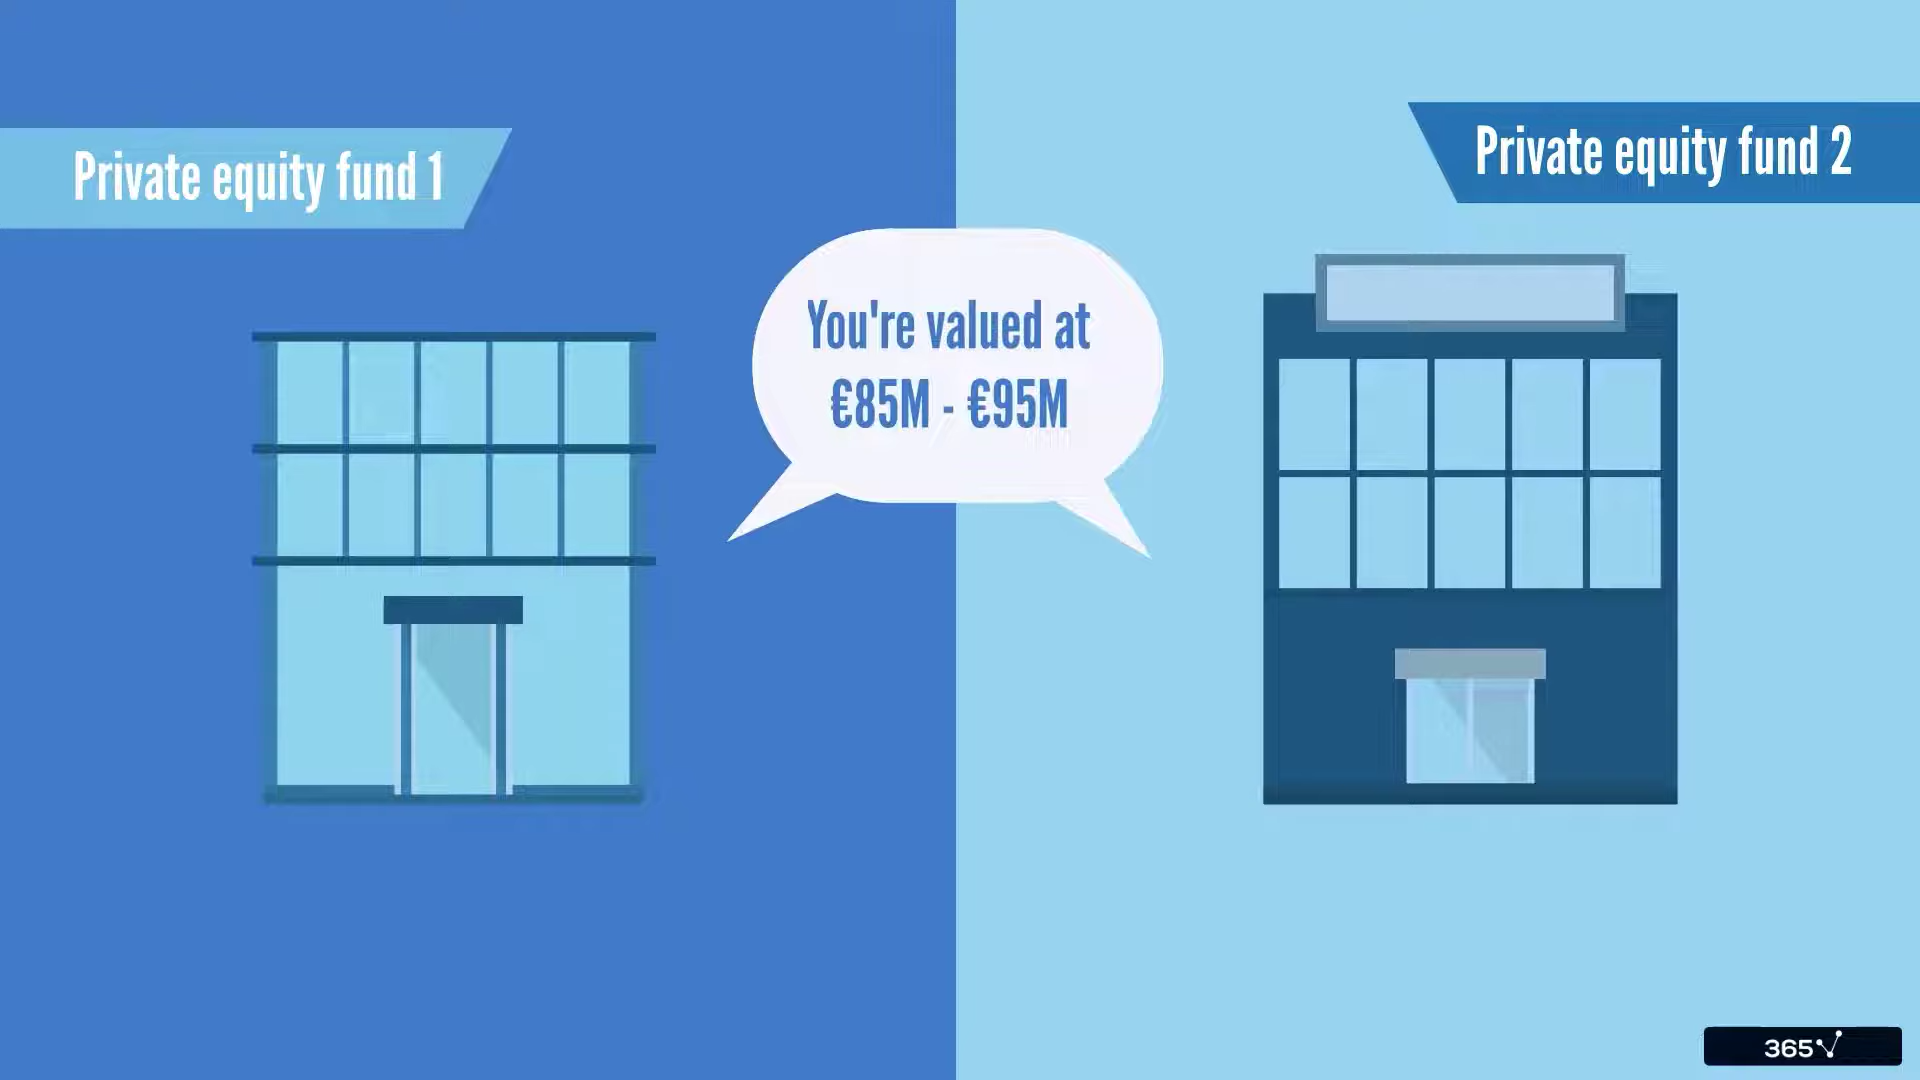 Private equity fund 1
Private equity fund 2
You're valued at
€85M - €95M
365